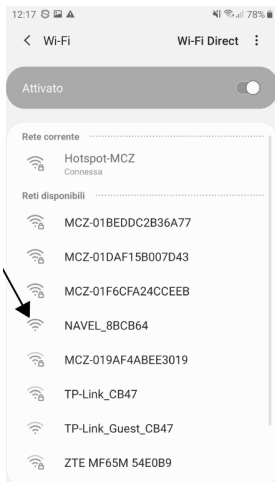 12:17 78%
Wi-Fi Wi-Fi Direct
Attivato
Rete corrente
Hotspot-MCZ
Connessa
Reti disponibili
MCZ-01BEDDC2B36A77
MCZ-01DAF15B007D43
MCZ-01F6CFA24CCEEB
NAVEL_8BCB64
MCZ-019AF4ABEE3019
TP-Link_CB47
TP-Link_Guest_CB47
ZTE MF65M 54E0B9